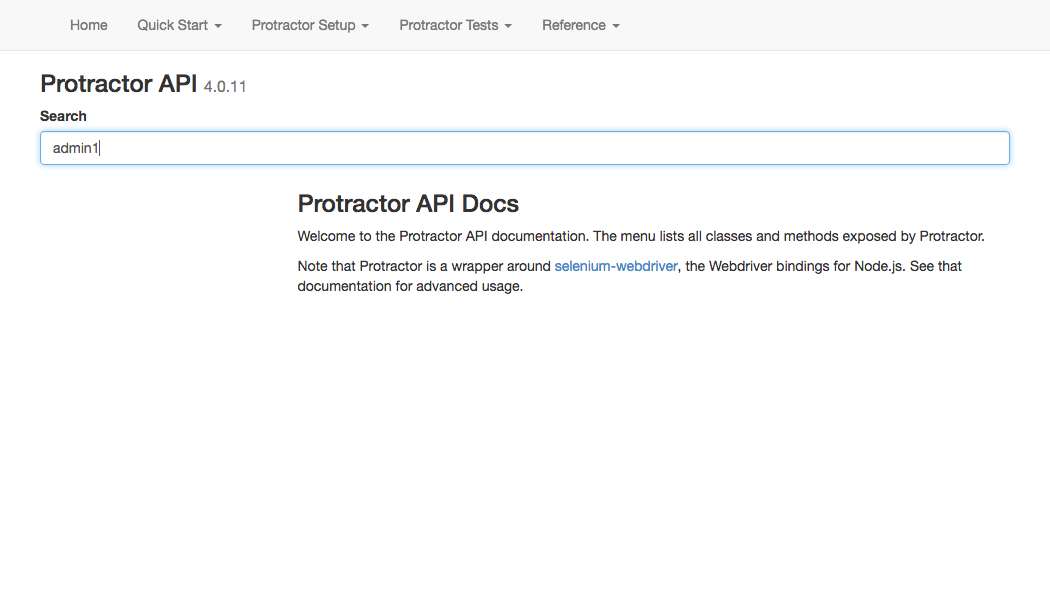 Home Quick Start Protractor Setup Protractor Tests Reference
Protractor API 4.0.11
Search
admin1
Protractor API Docs
Welcome to the Protractor API documentation. The menu lists all classes and methods exposed by Protractor.
Note that Protractor is a wrapper around selenium-webdriver, the Webdriver bindings for Node.js. See that
documentation for advanced usage.